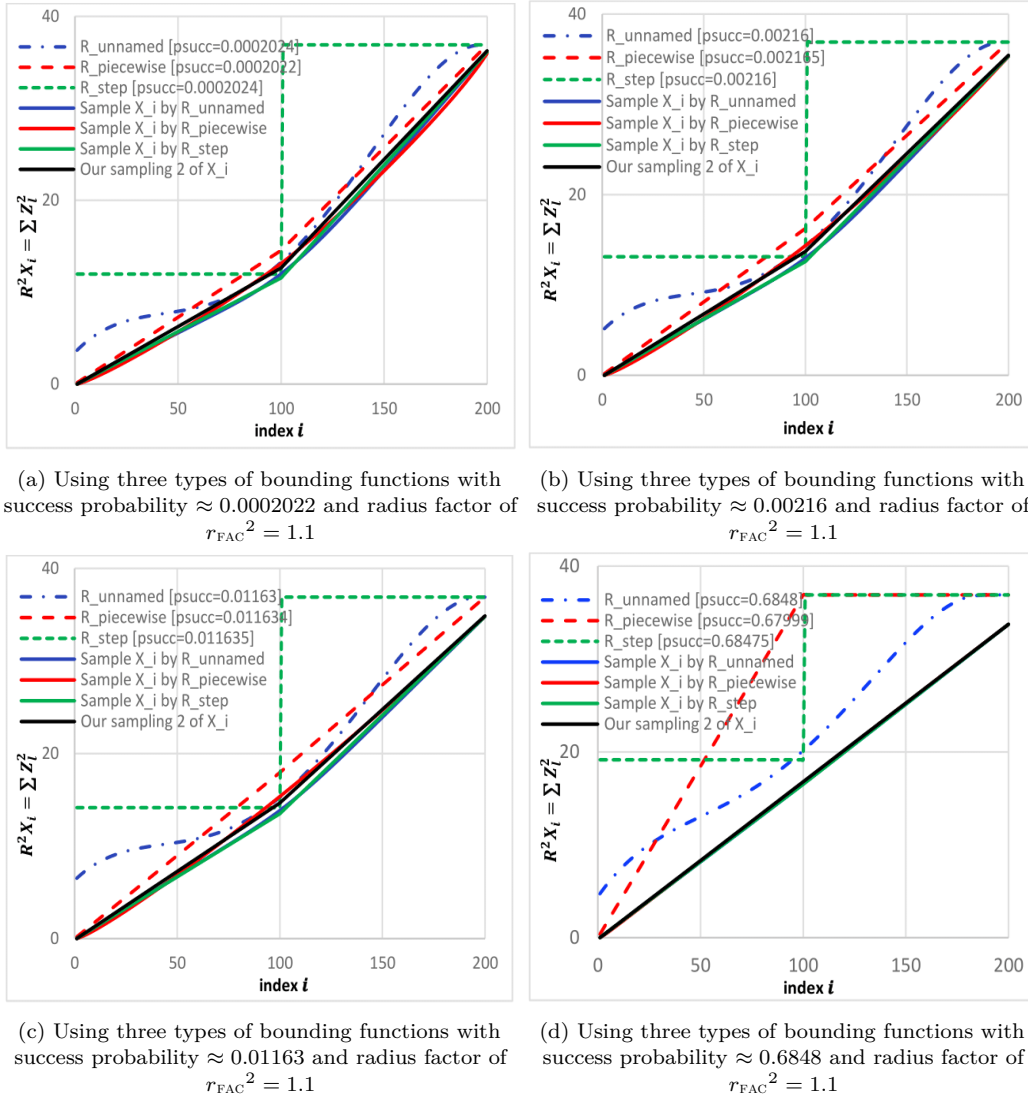 40
R_unnamed [psucc=0.0002024]
R_piecewise [psucc=0.0002022]
R_step [psucc=0.0002024]
Sample X_i by R_unnamed
Sample X_i by R_piecewise
Sample X_i by R_step
Our sampling 2 of X_i
20
0
R²Xᵢ = ∑ Zₗ²
0 50 100 150 200
index i
(a) Using three types of bounding functions with
success probability ≈ 0.0002022 and radius factor of
r_FAC² = 1.1
40
R_unnamed [psucc=0.00216]
R_piecewise [psucc=0.002165]
R_step [psucc=0.00216]
Sample X_i by R_unnamed
Sample X_i by R_piecewise
Sample X_i by R_step
Our sampling 2 of X_i
20
0
R²Xᵢ = ∑ Zₗ²
0 50 100 150 200
index i
(b) Using three types of bounding functions with
success probability ≈ 0.00216 and radius factor of
r_FAC² = 1.1
40
R_unnamed [psucc=0.01163]
R_piecewise [psucc=0.011634]
R_step [psucc=0.011635]
Sample X_i by R_unnamed
Sample X_i by R_piecewise
Sample X_i by R_step
Our sampling 2 of X_i
20
0
R²Xᵢ = ∑ Zₗ²
0 50 100 150 200
index i
(c) Using three types of bounding functions with
success probability ≈ 0.01163 and radius factor of
r_FAC² = 1.1
40
R_unnamed [psucc=0.6848]
R_piecewise [psucc=0.67999]
R_step [psucc=0.68475]
Sample X_i by R_unnamed
Sample X_i by R_piecewise
Sample X_i by R_step
Our sampling 2 of X_i
20
0
R²Xᵢ = ∑ Zₗ²
0 50 100 150 200
index i
(d) Using three types of bounding functions with
success probability ≈ 0.6848 and radius factor of
r_FAC² = 1.1